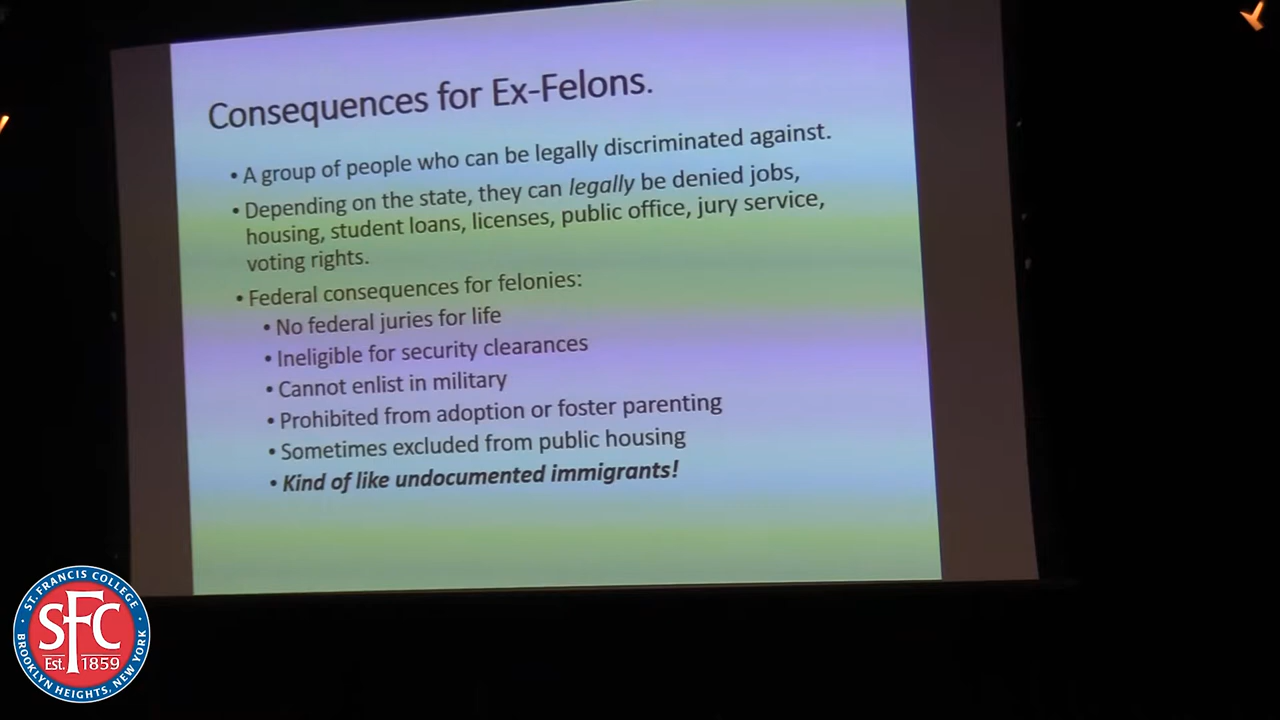 Consequences for Ex-Felons.
• A group of people who can be legally discriminated against.
• Depending on the state, they can legally be denied jobs,
housing, student loans, licenses, public office, jury service,
voting rights.
• Federal consequences for felonies:
• No federal juries for life
• Ineligible for security clearances
• Cannot enlist in military
• Prohibited from adoption or foster parenting
• Sometimes excluded from public housing
• Kind of like undocumented immigrants!
ST. FRANCIS COLLEGE
SFC
Est. 1859
BROOKLYN HEIGHTS, NEW YORK